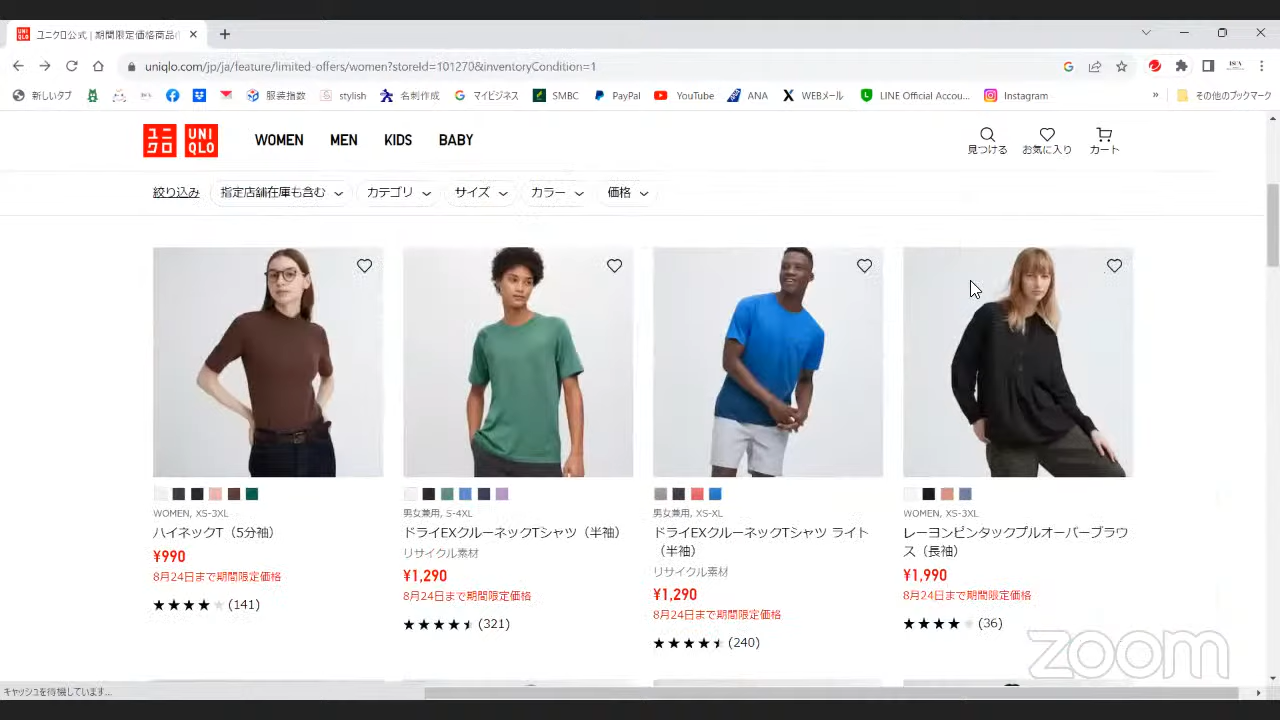 ユニクロ公式 | 期間限定価格商品
uniqlo.com/jp/ja/feature/limited-offers/women?storeId=101270&inventoryCondition=1
新しいタブ
服装指数
stylish
名刺作成
マイビジネス
SMBC
PayPal
YouTube
ANA
WEBメール
LINE Official Accou...
Instagram
»
その他のブックマーク
ユニクロ UNIQLO
WOMEN MEN KIDS BABY
見つける お気に入り カート
絞り込み 指定店舗在庫も含む カテゴリ サイズ カラー 価格
WOMEN, XS-3XL
ハイネックT（5分袖）
¥990
8月24日まで期間限定価格
(141)
男女兼用, S-4XL
ドライEXクルーネックTシャツ（半袖）
リサイクル素材
¥1,290
8月24日まで期間限定価格
(321)
男女兼用, XS-XL
ドライEXクルーネックTシャツ ライト
（半袖）
リサイクル素材
¥1,290
8月24日まで期間限定価格
(240)
WOMEN, XS-3XL
レーヨンピンタックプルオーバーブラウ
ス（長袖）
¥1,990
8月24日まで期間限定価格
(36)
zoom
キャッシュを待機しています...